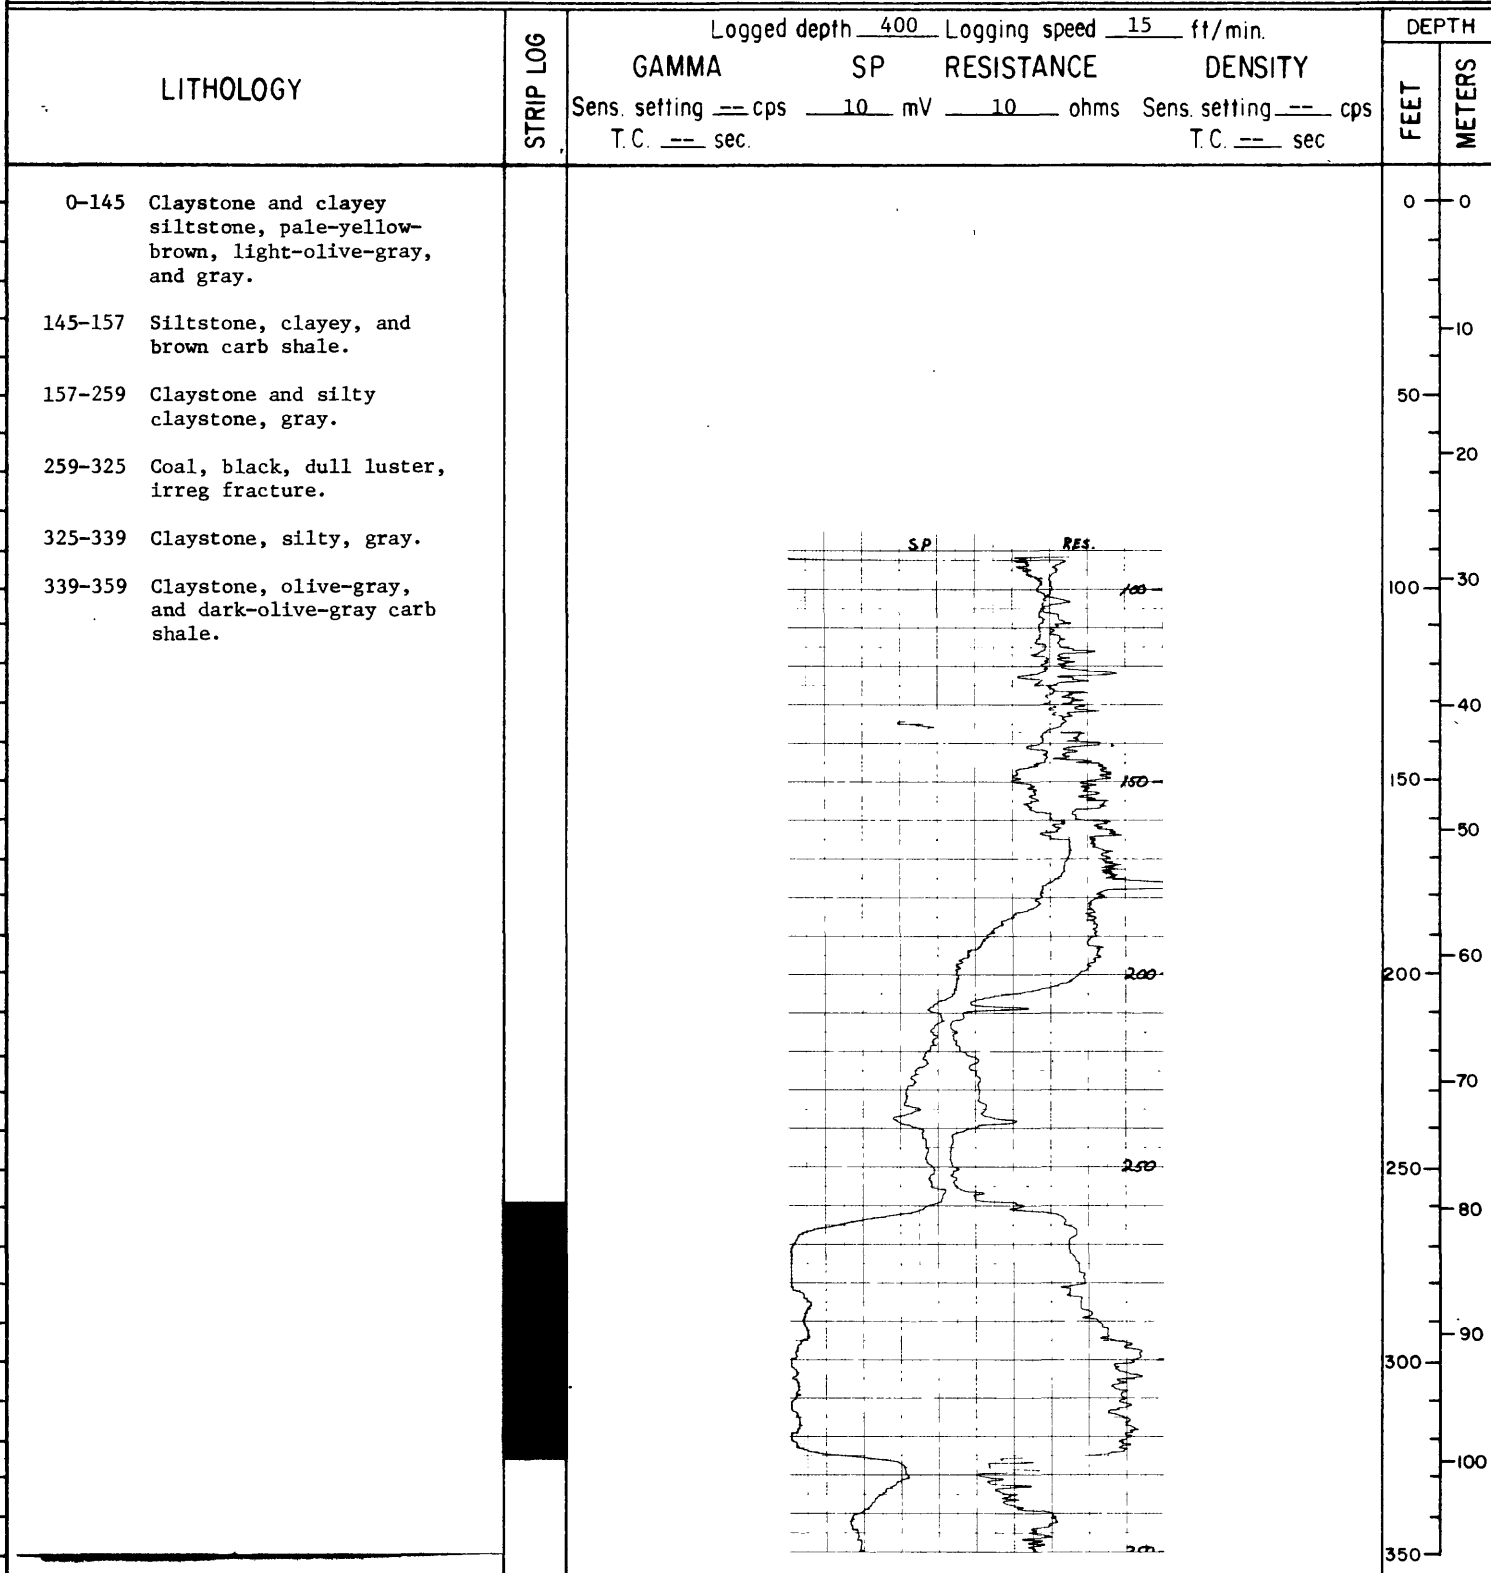 LITHOLOGY
STRIP LOG
Logged depth 400 Logging speed 15 ft/min.
GAMMA SP RESISTANCE DENSITY
Sens. setting -- cps 10 mV 10 ohms Sens. setting -- cps
T.C. -- sec. T.C. -- sec
DEPTH
FEET
METERS
0-145 Claystone and clayey
siltstone, pale-yellow-
brown, light-olive-gray,
and gray.
145-157 Siltstone, clayey, and
brown carb shale.
157-259 Claystone and silty
claystone, gray.
259-325 Coal, black, dull luster,
irreg fracture.
325-339 Claystone, silty, gray.
339-359 Claystone, olive-gray,
and dark-olive-gray carb
shale.
SP RES.
100
150
200
250
0
50
100
150
200
250
300
350
0
10
20
30
40
50
60
70
80
90
100